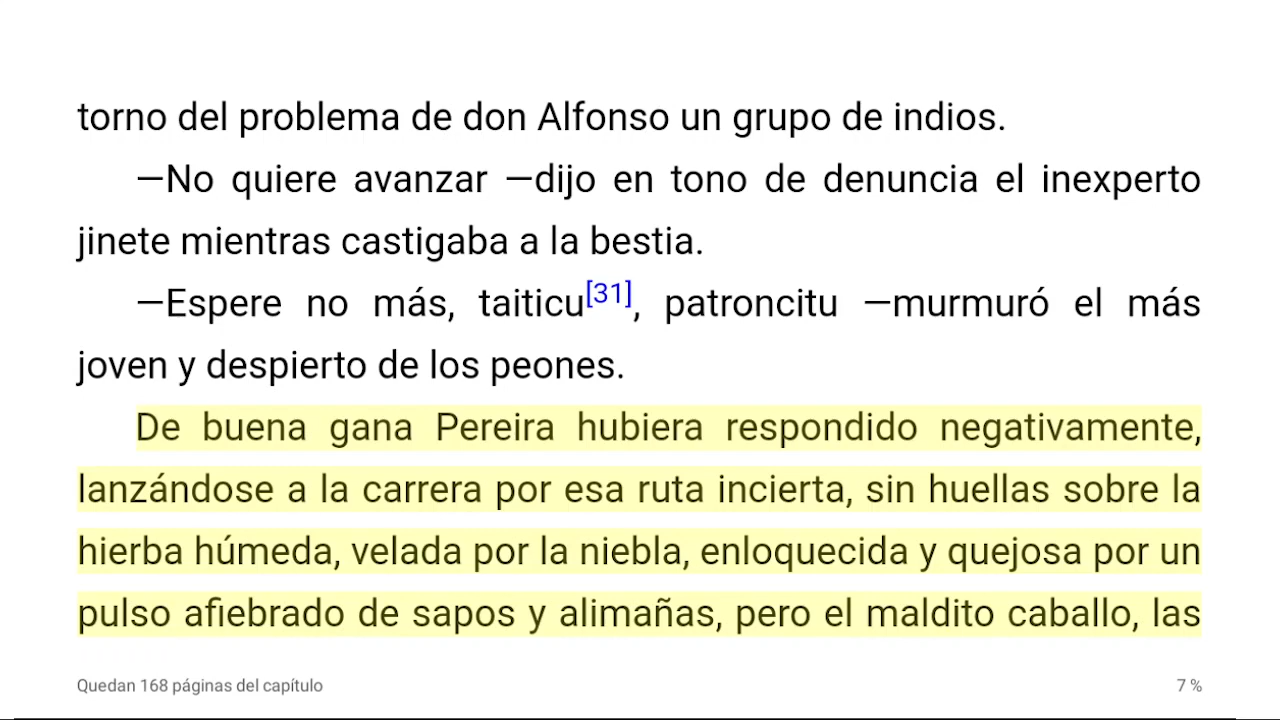 torno del problema de don Alfonso un grupo de indios.
—No quiere avanzar —dijo en tono de denuncia el inexperto
jinete mientras castigaba a la bestia.
—Espere no más, taiticu[31], patroncitu —murmuró el más
joven y despierto de los peones.
De buena gana Pereira hubiera respondido negativamente,
lanzándose a la carrera por esa ruta incierta, sin huellas sobre la
hierba húmeda, velada por la niebla, enloquecida y quejosa por un
pulso afiebrado de sapos y alimañas, pero el maldito caballo, las
Quedan 168 páginas del capítulo
7 %